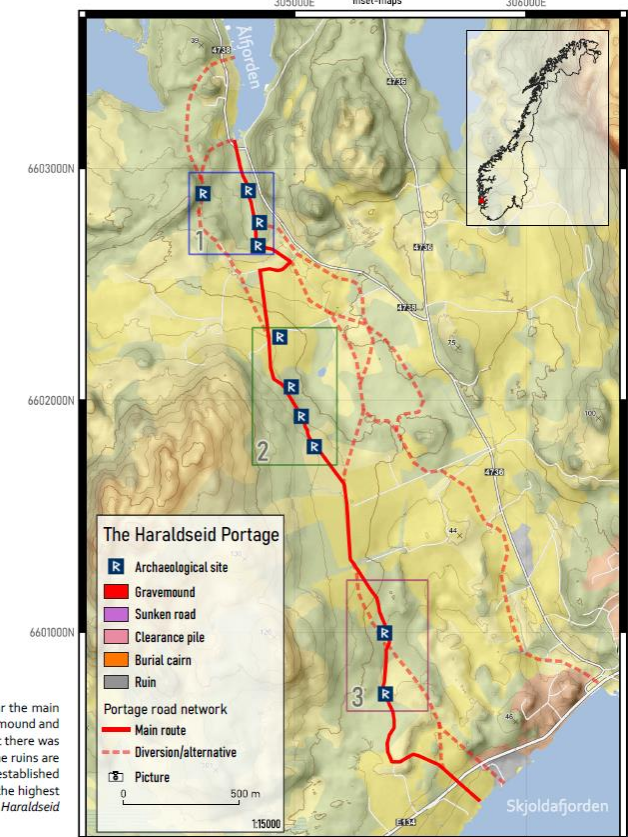 305000E
Inset-maps
306000E
39
4738
Ålfjorden
4736
6603000N
1
4736
4738
75
6602000N
100
2
4736
44
The Haraldseid Portage
Archaeological site
Gravemound
Sunken road
Clearance pile
Burial cairn
Ruin
Portage road network
Main route
Diversion/alternative
Picture
0 500 m
1:15000
6601000N
3
46
E134
Skjoldafjorden
r the main
mound and
t there was
ne ruins are
established
the highest
Haraldseid